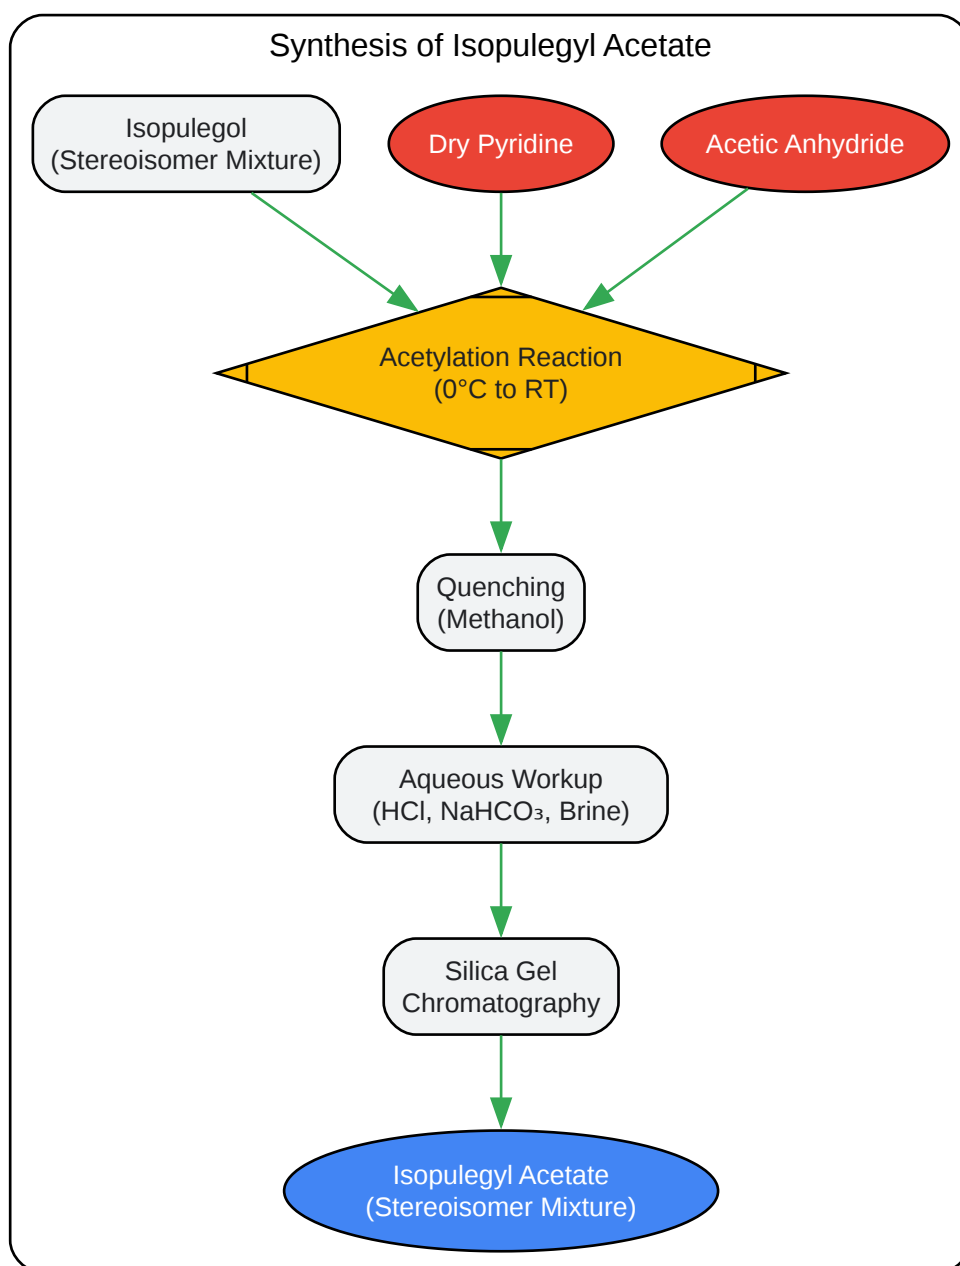 Synthesis of Isopulegyl Acetate
Isopulegol
(Stereoisomer Mixture)
Dry Pyridine
Acetic Anhydride
Acetylation Reaction
(0°C to RT)
Quenching
(Methanol)
Aqueous Workup
(HCl, NaHCO₃, Brine)
Silica Gel
Chromatography
Isopulegyl Acetate
(Stereoisomer Mixture)